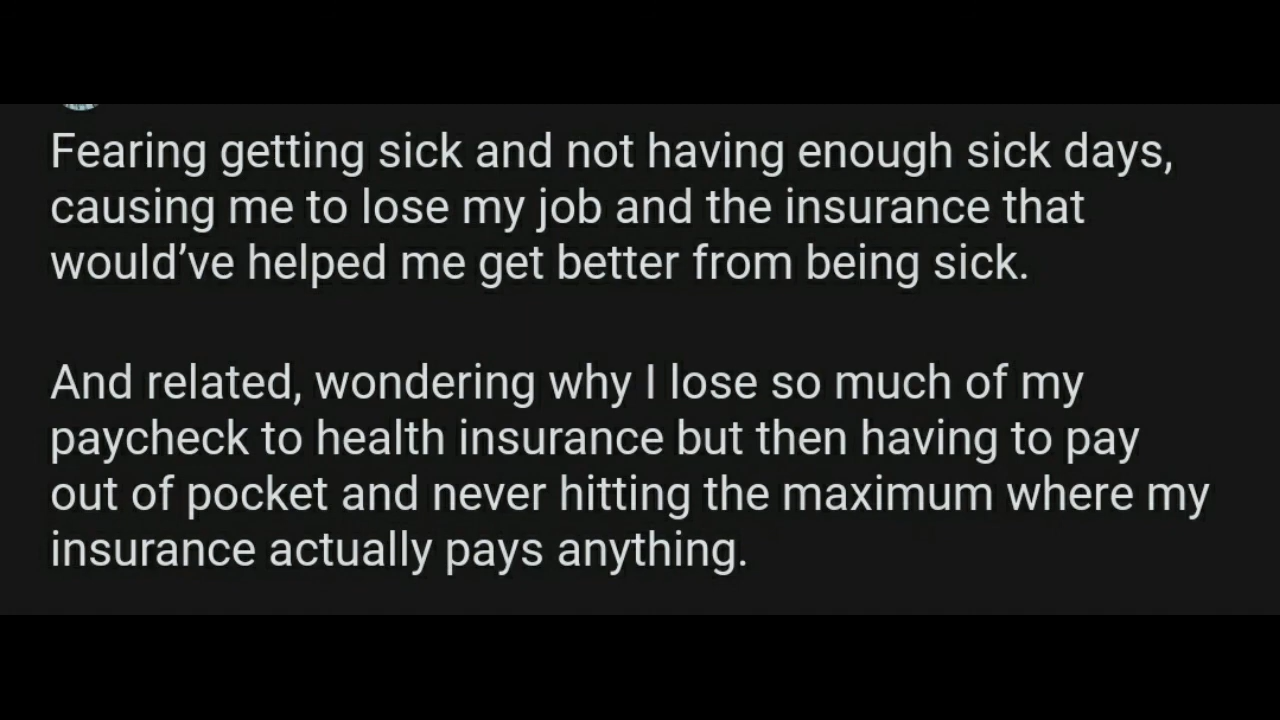 Fearing getting sick and not having enough sick days,
causing me to lose my job and the insurance that
would’ve helped me get better from being sick.
And related, wondering why I lose so much of my
paycheck to health insurance but then having to pay
out of pocket and never hitting the maximum where my
insurance actually pays anything.